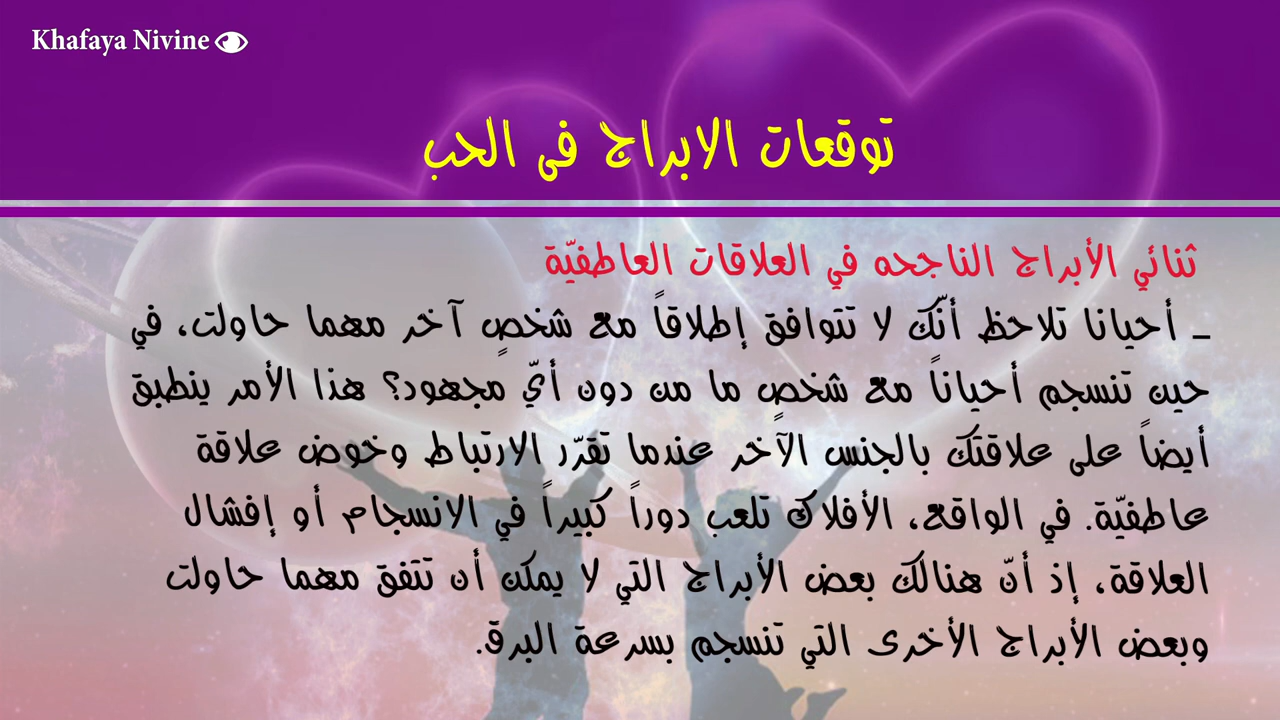 Khafaya Nivine
توقعات الابراج فى الحب
ثنائي الأبراج الناجحه في العلاقات العاطفيّة
ـ أحيانا تلاحظ أنّك لا تتوافق إطلاقاً مع شخصٍ آخر مهما حاولت، في
حين تنسجم أحياناً مع شخصٍ ما من دون أيّ مجهود؟ هذا الأمر ينطبق
أيضاً على علاقتك بالجنس الآخر عندما تقرّر الارتباط وخوض علاقة
عاطفيّة. في الواقع، الأفلاك تلعب دوراً كبيراً في الانسجام أو إفشال
العلاقة، إذ أنّ هنالك بعض الأبراج التي لا يمكن أن تتفق مهما حاولت
وبعض الأبراج الأخرى التي تنسجم بسرعة البرق.